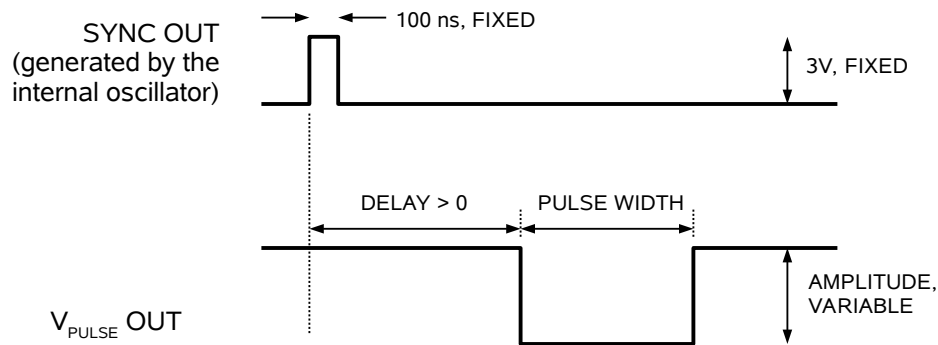 100 ns, FIXED
SYNC OUT
(generated by the
internal oscillator)
3V, FIXED
DELAY > 0
PULSE WIDTH
AMPLITUDE,
VARIABLE
VPULSE OUT